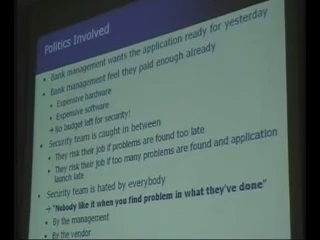 Politics Involved
• Bank management wants the application ready for yesterday
• Bank management feel they paid enough already
• Expensive hardware
• Expensive software
→ No budget left for security!
• Security team is caught in between
• They risk their job if problems are found too late
• They risk their job if too many problems are found and application
launch late
• Security team is hated by everybody
→ "Nobody like it when you find problem in what they've done"
• By the management
• By the vendor